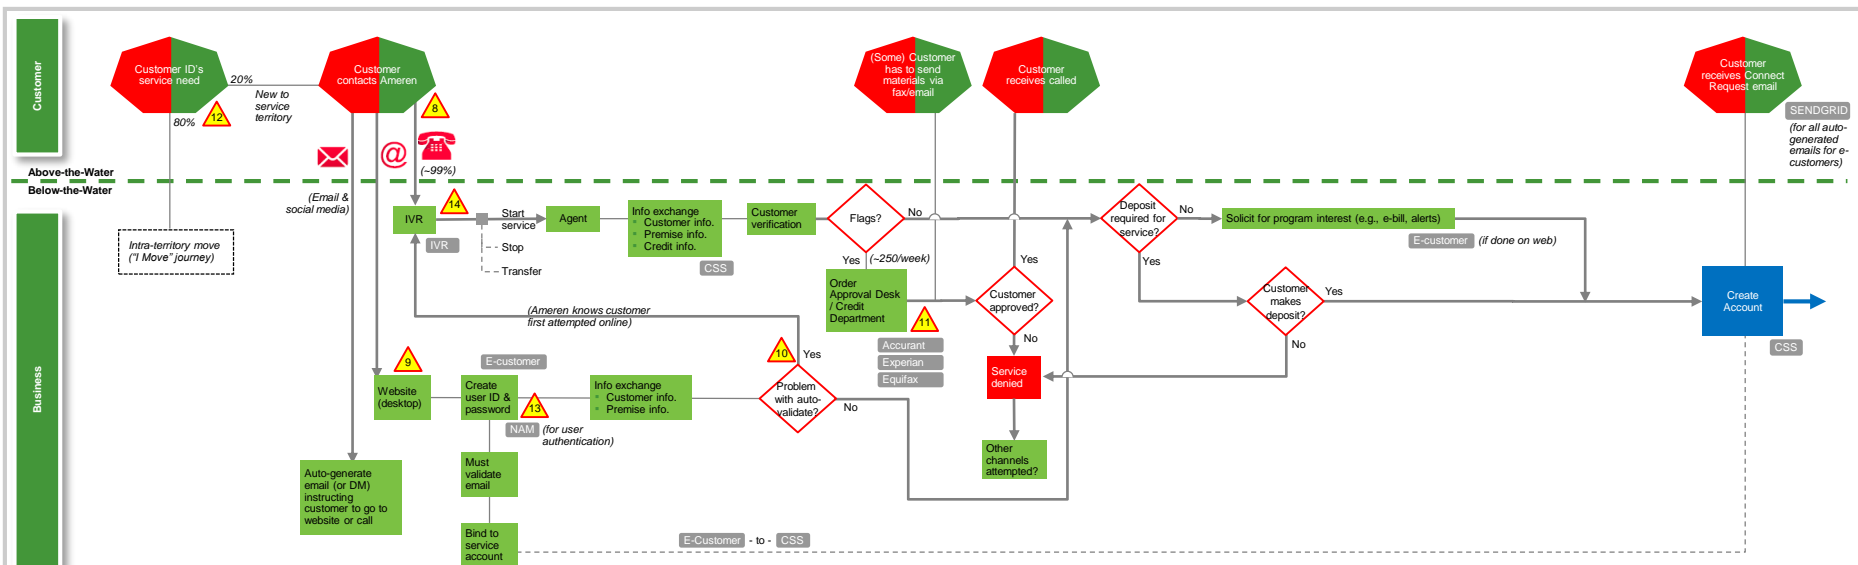 Customer
Customer ID's
service need
20%
New to
service
territory
80%
12
Customer
contacts Ameren
8
(~99%)
@
(Some) Customer
has to send
materials via
fax/email
Customer
receives called
Customer
receives Connect
Request email
SENDGRID
(for all auto-
generated
emails for e-
customers)
Above-the-Water
Below-the-Water
Business
Intra-territory move
("I Move" journey)
(Email &
social media)
IVR
14
IVR
Start
service
Stop
Transfer
Agent
Info exchange
Customer info.
Premise info.
Credit info.
CSS
Customer
verification
Flags?
No
Yes
(~250/week)
Order
Approval Desk
/ Credit
Department
11
Accurant
Experian
Equifax
Customer
approved?
Yes
No
Service
denied
Other
channels
attempted?
Deposit
required for
service?
No
Yes
Solicit for program interest (e.g., e-bill, alerts)
E-customer
(if done on web)
Customer
makes
deposit?
Yes
No
Create
Account
CSS
(Ameren knows customer
first attempted online)
9
Website
(desktop)
E-customer
Create
user ID &
password
13
NAM
(for user
authentication)
Info exchange
Customer info.
Premise info.
10
Yes
Problem
with auto-
validate?
No
Auto-generate
email (or DM)
instructing
customer to go to
website or call
Must
validate
email
Bind to
service
account
E-Customer
- to -
CSS